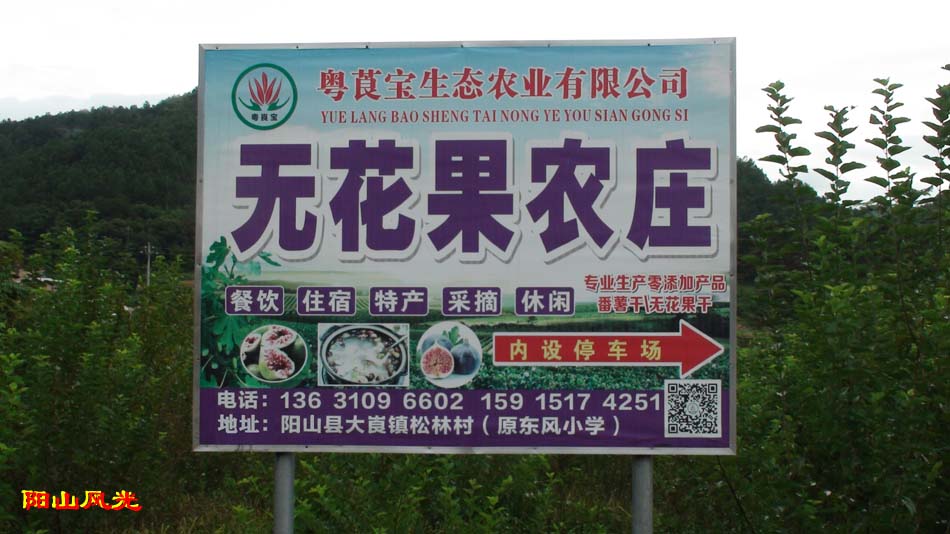 粤莨宝生态农业有限公司
粤莨宝
YUE LANG BAO SHENG TAI NONG YE YOU SIAN GONG SI
无花果农庄
专业生产零添加产品
番薯干\无花果干
餐饮 住宿 特产 采摘 休闲
内设停车场
电话：136 3109 6602 159 1517 4251
地址：阳山县大崀镇松林村（原东风小学）
阳山风光